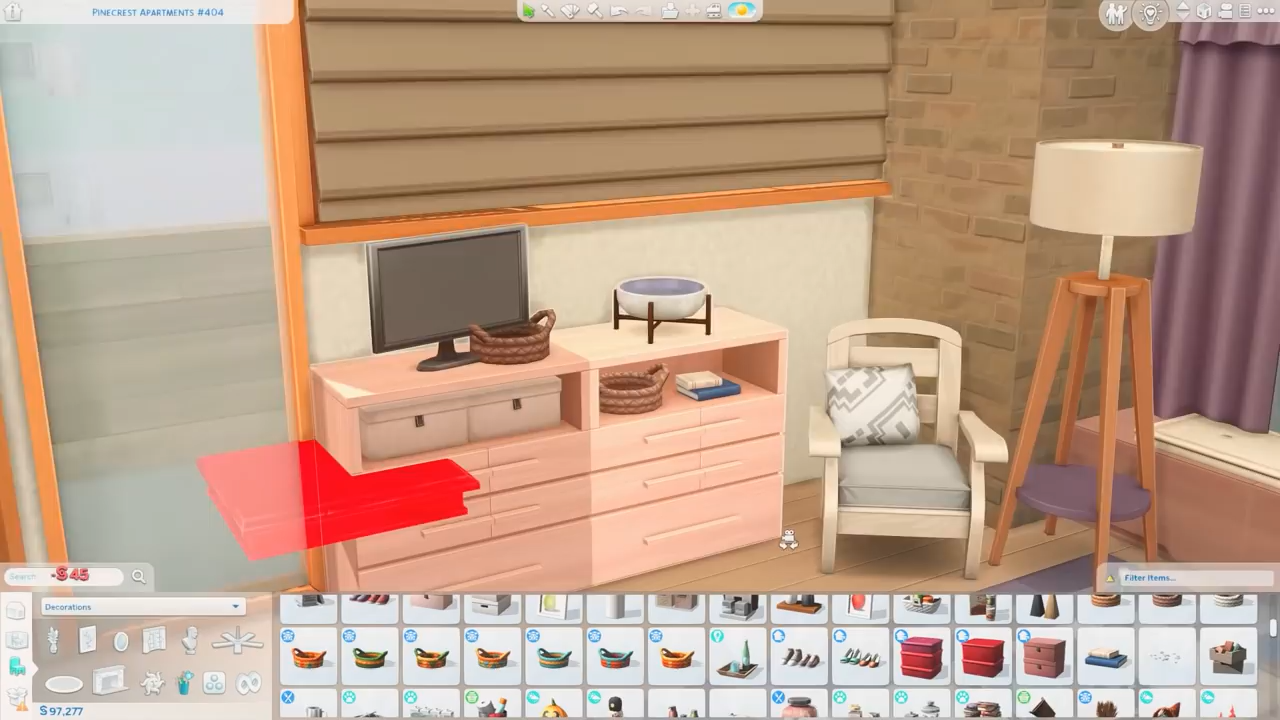 PINECREST APARTMENTS #404
Search
-$45
Filter Items...
Decorations
$97,277